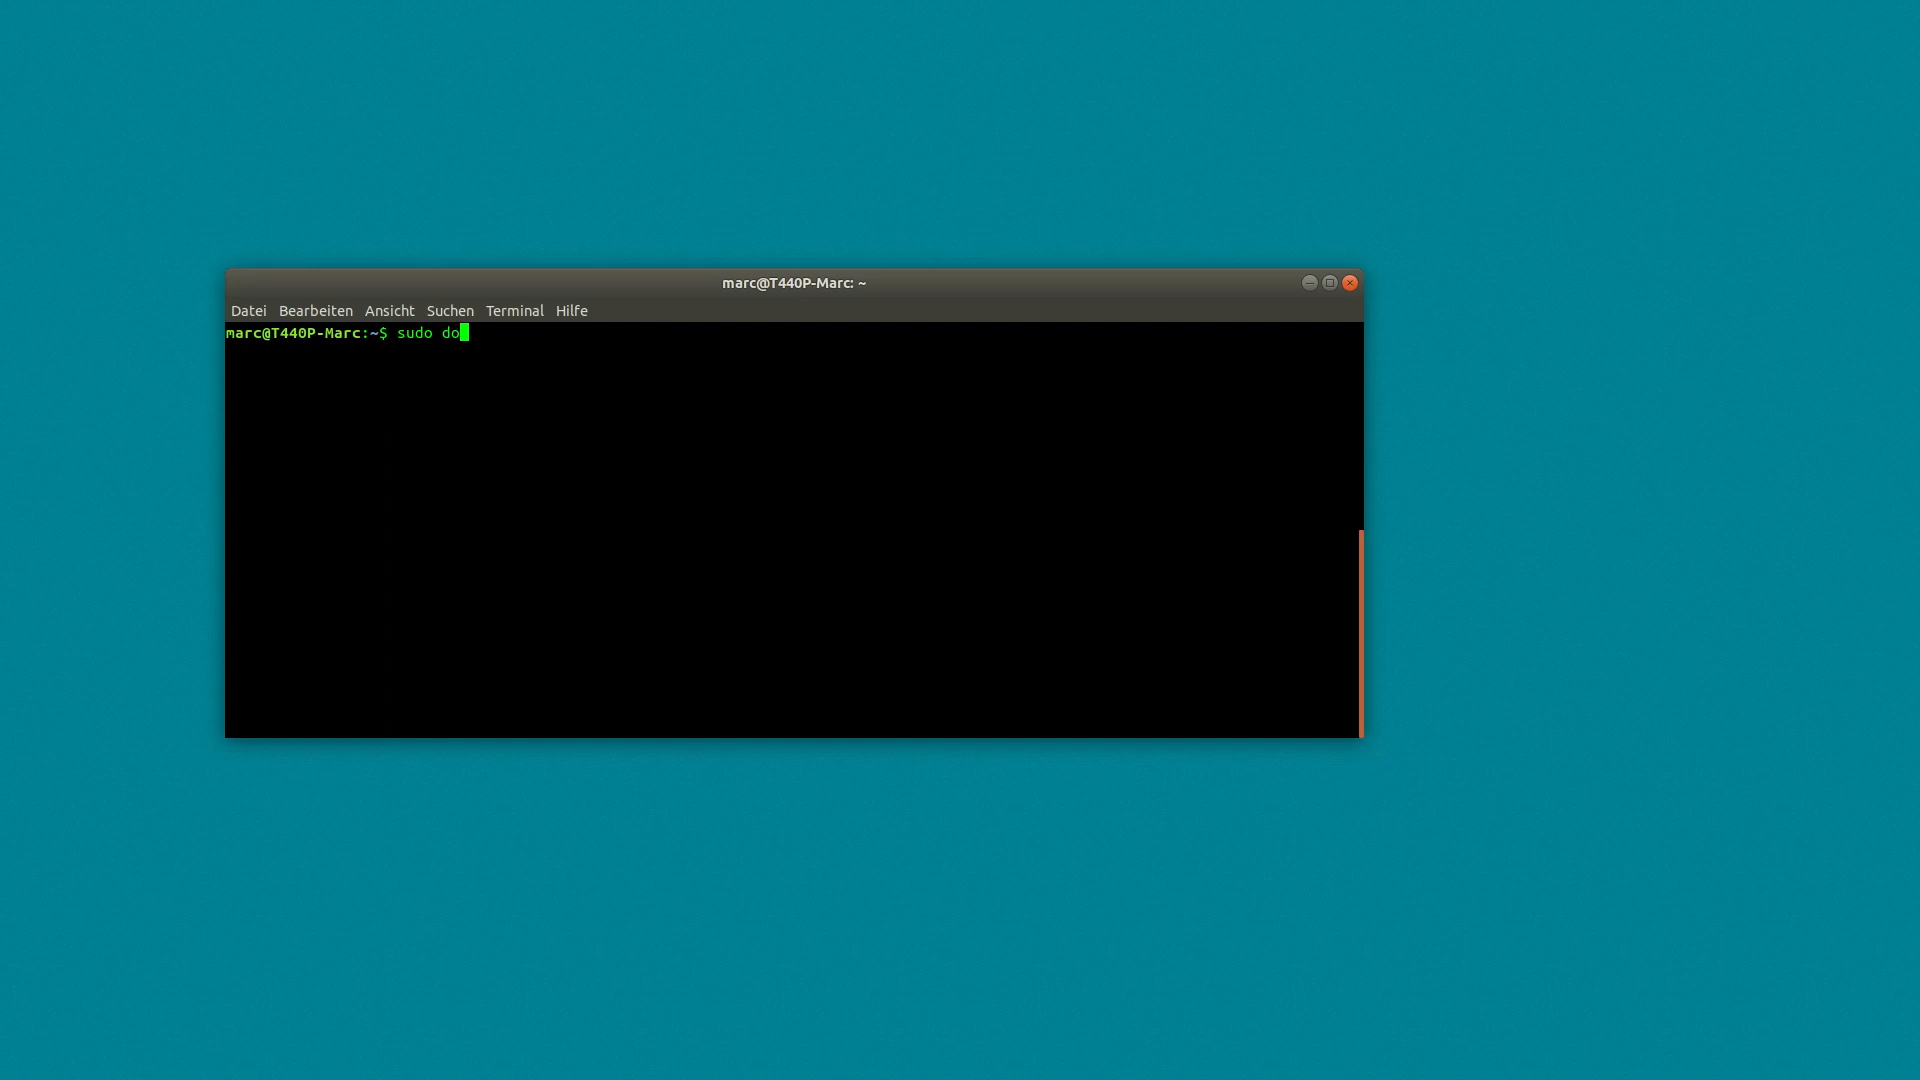 marc@T440P-Marc: ~
Datei Bearbeiten Ansicht Suchen Terminal Hilfe
marc@T440P-Marc:~$ sudo do